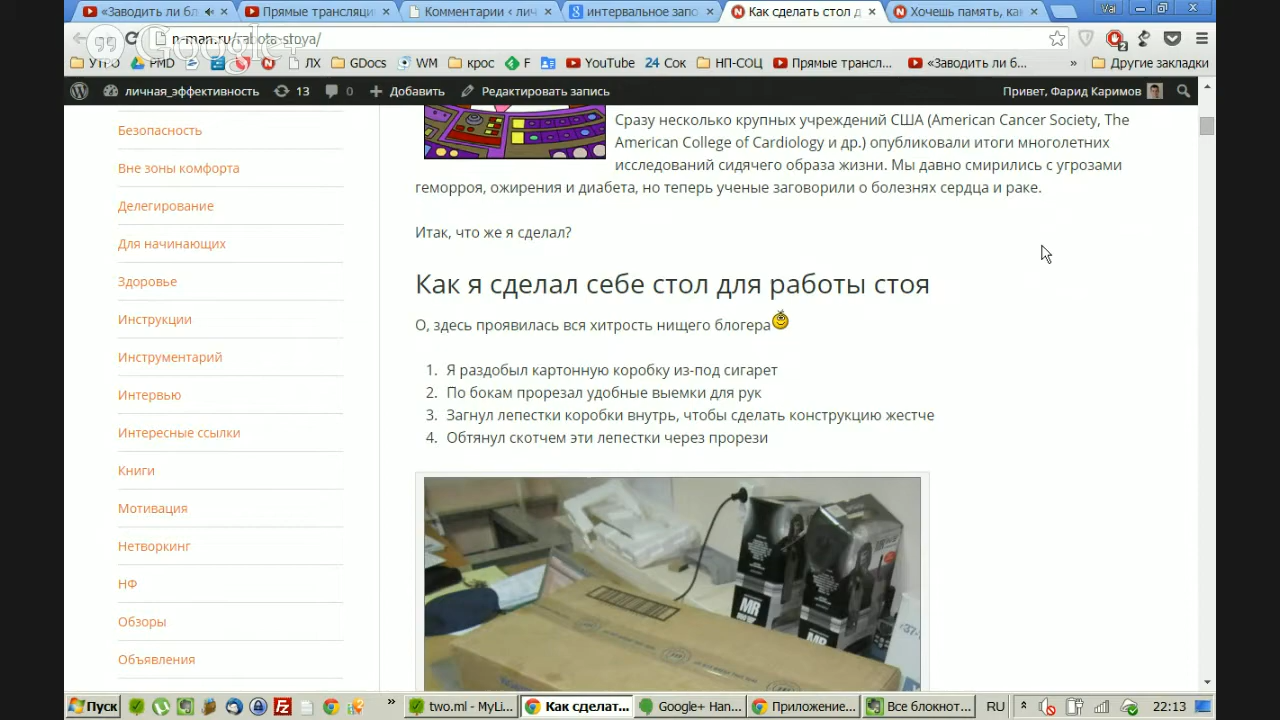 «Заводить ли бл
Прямые трансляци
Комментарии ‹ лич
интервальное запо
Как сделать стол д
Хочешь память, как
Vai
Google+
n-man.ru/rabota-stoya/
2
УТРО
PMD
ЛХ
GDocs
WM
крос
F
YouTube
24 Сок
НП-СОЦ
Прямые трансл...
«Заводить ли б...
»
Другие закладки
личная_эффективность
13
0
Добавить
Редактировать запись
Привет, Фарид Каримов
Безопасность
Вне зоны комфорта
Делегирование
Для начинающих
Здоровье
Инструкции
Инструментарий
Интервью
Интересные ссылки
Книги
Мотивация
Нетворкинг
НФ
Обзоры
Объявления
Сразу несколько крупных учреждений США (American Cancer Society, The
American College of Cardiology и др.) опубликовали итоги многолетних
исследований сидячего образа жизни. Мы давно смирились с угрозами
геморроя, ожирения и диабета, но теперь ученые заговорили о болезнях сердца и раке.
Итак, что же я сделал?
Как я сделал себе стол для работы стоя
О, здесь проявилась вся хитрость нищего блогера
1. Я раздобыл картонную коробку из-под сигарет
2. По бокам прорезал удобные выемки для рук
3. Загнул лепестки коробки внутрь, чтобы сделать конструкцию жестче
4. Обтянул скотчем эти лепестки через прорези
MR
MR
MR
Пуск
»
two.ml - MyLi...
Как сделат...
Google+ Han...
Приложение...
Все блокнот...
RU
22:13